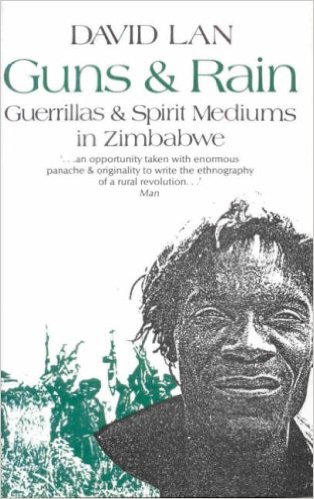 DAVID LAN
Guns & Rain
Guerrillas & Spirit Mediums
in Zimbabwe
'. . .an opportunity taken with enormous
panache & originality to write the ethnography
of a rural revolution. . .'
Man